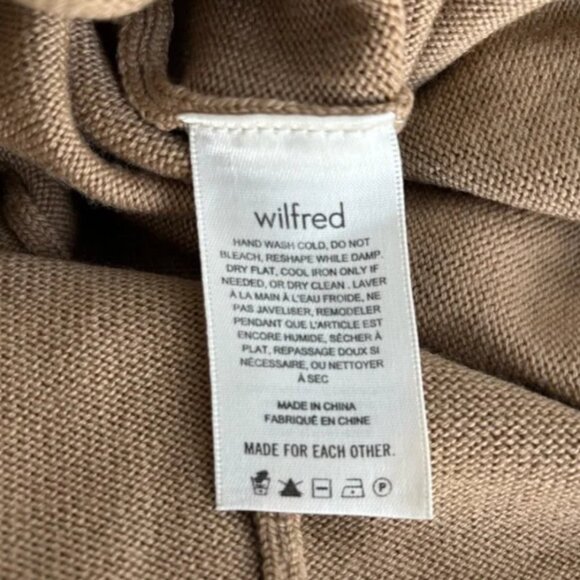 wilfred
HAND WASH COLD, DO NOT
BLEACH, RESHAPE WHILE DAMP.
DRY FLAT, COOL IRON ONLY IF
NEEDED, OR DRY CLEAN . LAVER
À LA MAIN À L'EAU FROIDE, NE
PAS JAVELISER, REMODELER
PENDANT QUE L'ARTICLE EST
ENCORE HUMIDE, SÉCHER À
PLAT, REPASSAGE DOUX SI
NÉCESSAIRE, OU NETTOYER
À SEC
MADE IN CHINA
FABRIQUÉ EN CHINE
MADE FOR EACH OTHER.
P